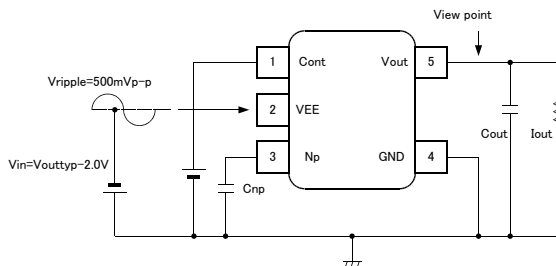 View point
1 Cont Vout 5
Vripple=500mVp-p
2 VEE
Cout Iout
Vin=Vouttyp-2.0V
3 Np GND 4
Cnp